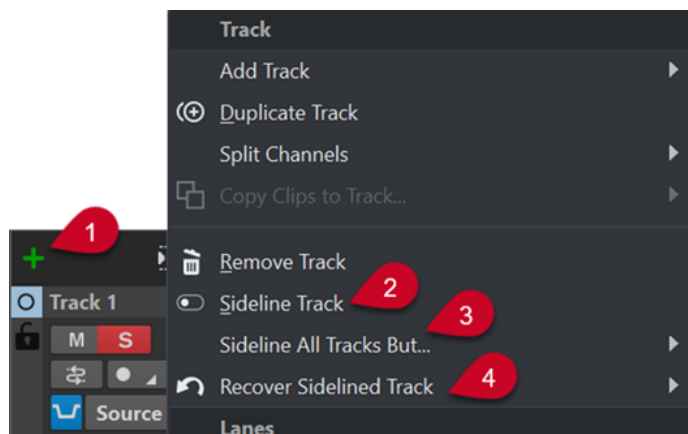 Track
Add Track
Duplicate Track
Split Channels
Copy Clips to Track...
1
Remove Track
2
Track 1
Sideline Track
3
M S
Sideline All Tracks But...
4
Recover Sidelined Track
Source
Lanes